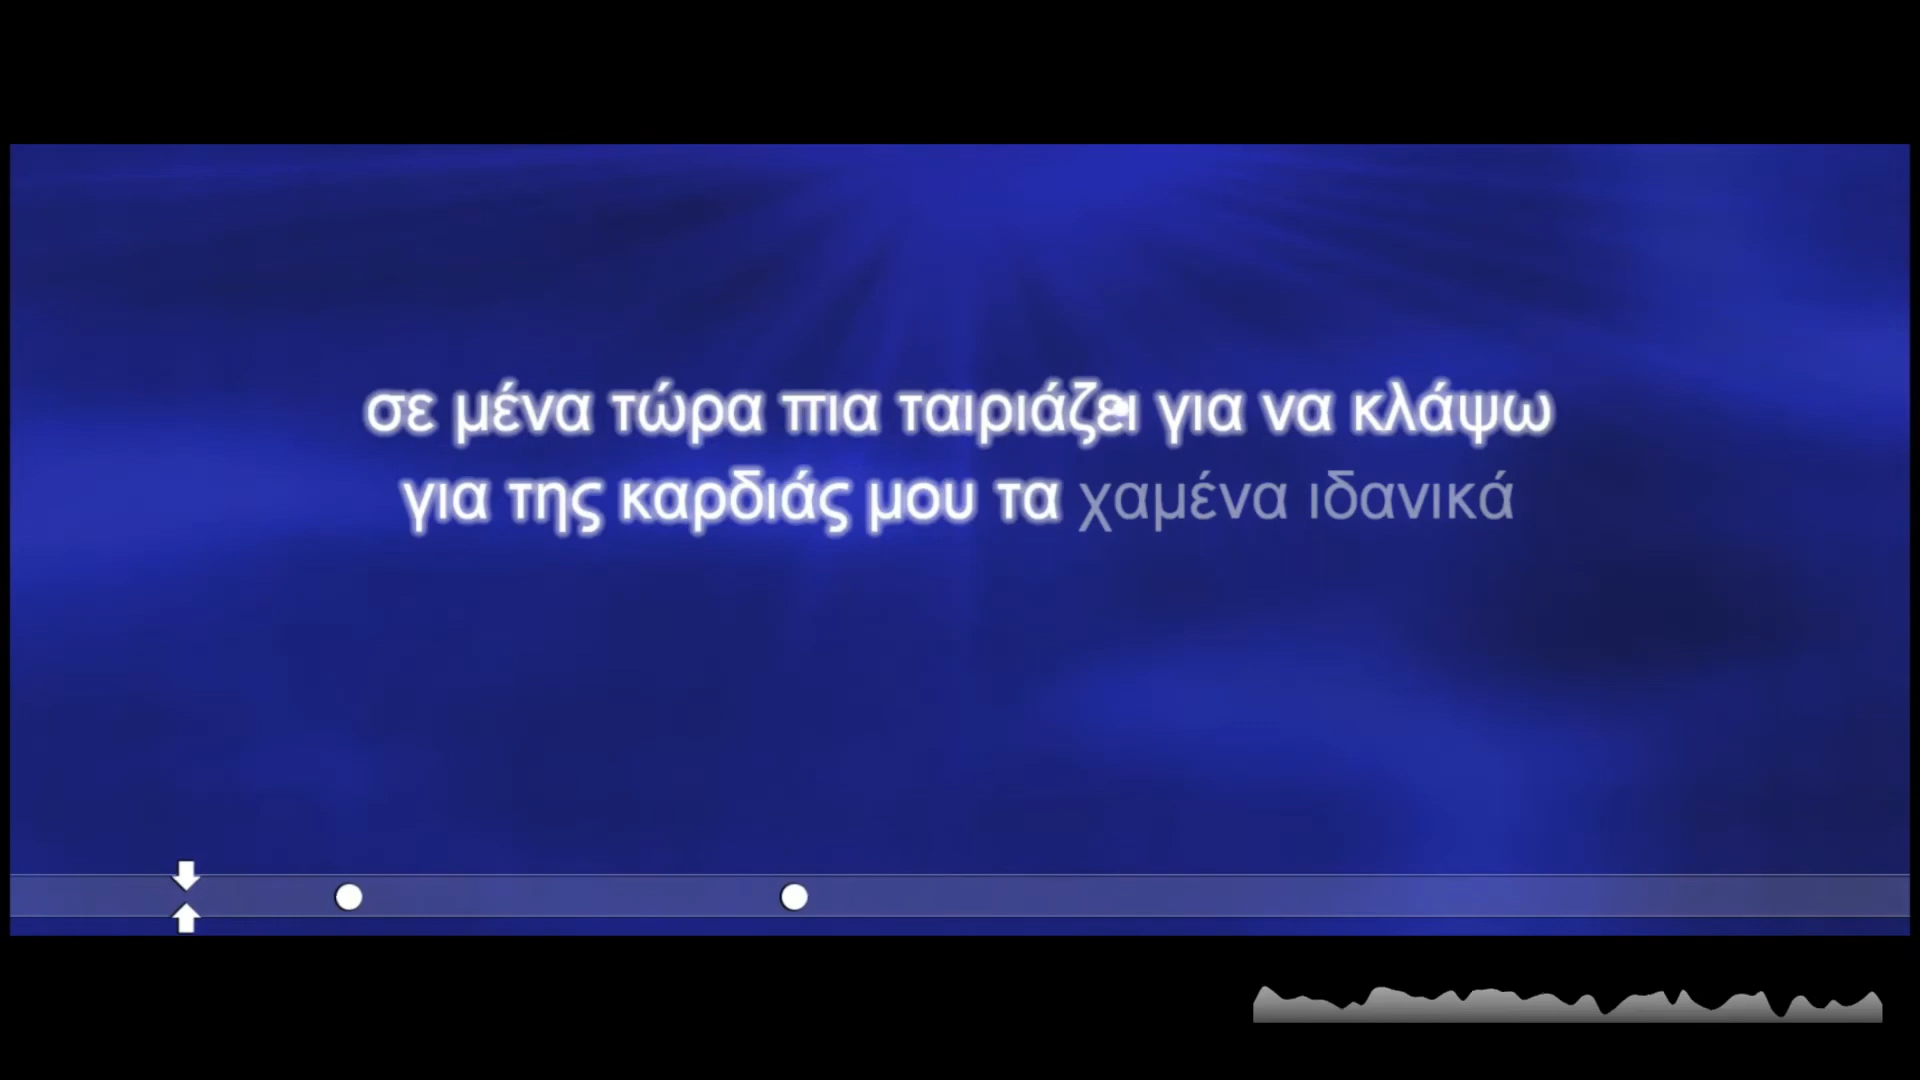 σε μένα τώρα πια ταιριάζει για να κλάψω
για της καρδιάς μου τα χαμένα ιδανικά